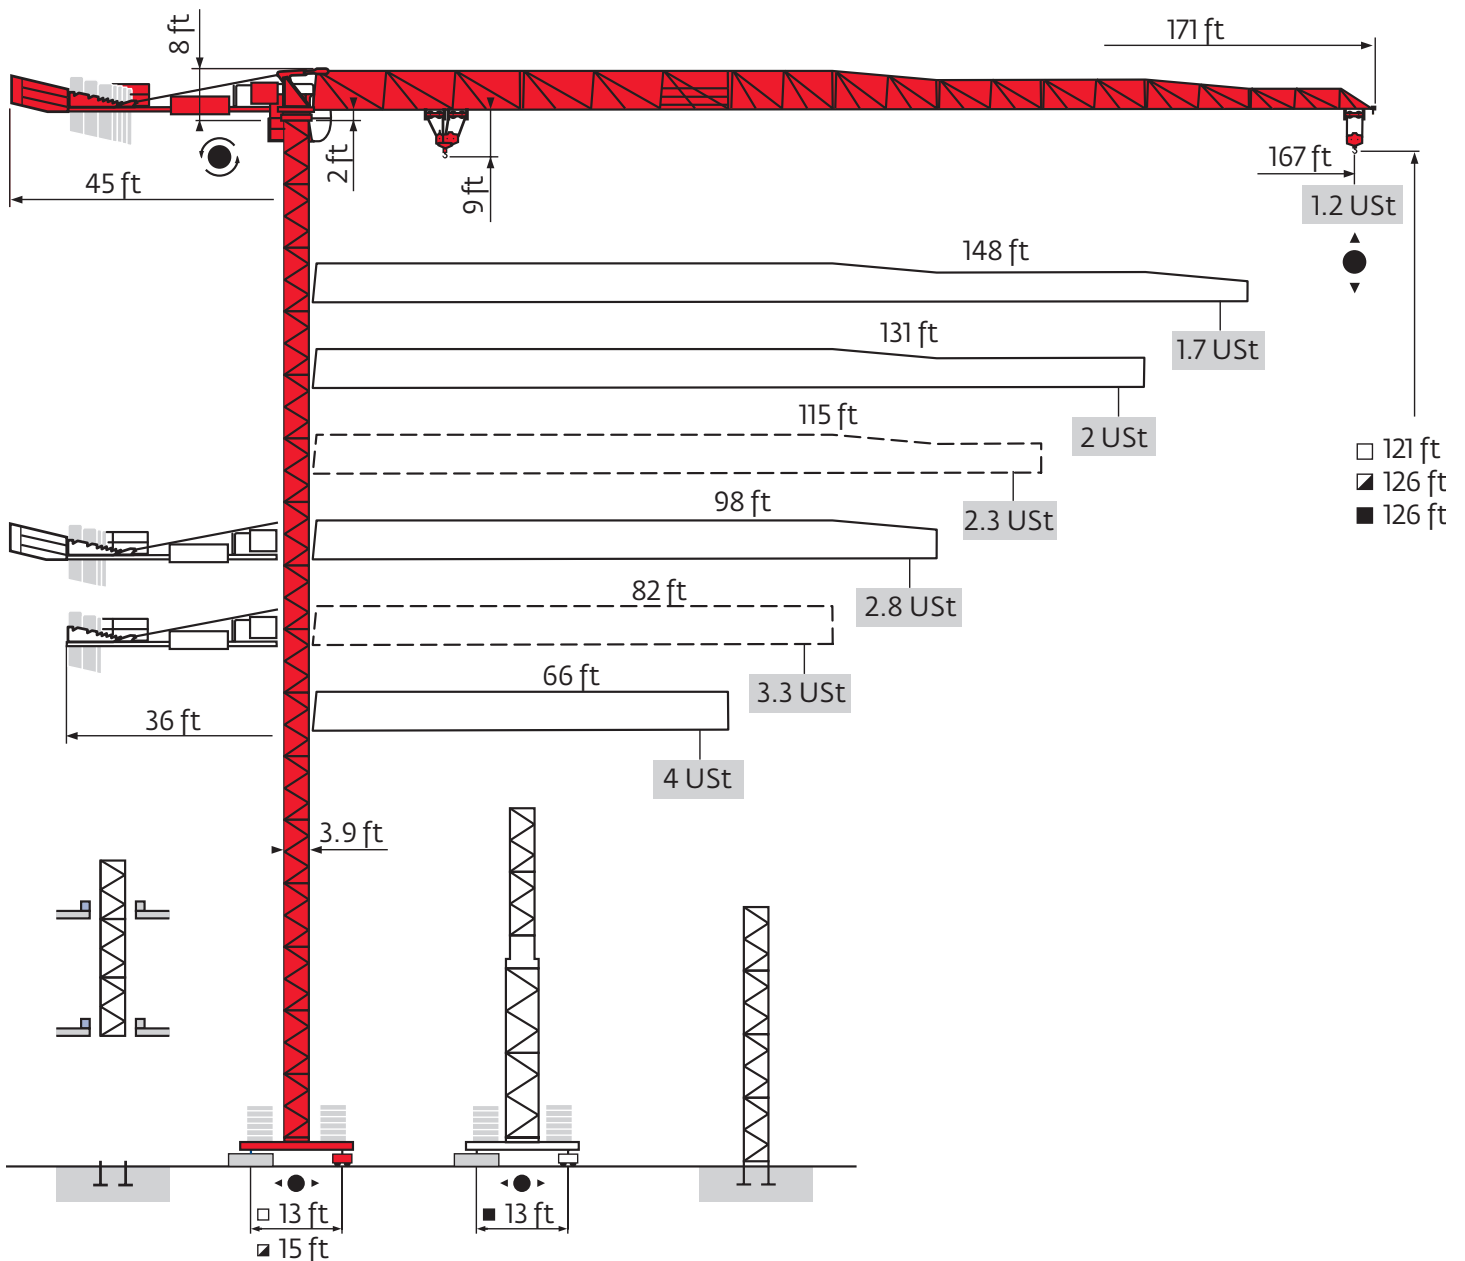 8 ft
171 ft
2 ft
9 ft
167 ft
45 ft
1.2 USt
148 ft
1.7 USt
131 ft
2 USt
115 ft
2.3 USt
121 ft
126 ft
126 ft
98 ft
2.8 USt
82 ft
3.3 USt
66 ft
36 ft
4 USt
3.9 ft
13 ft
13 ft
15 ft